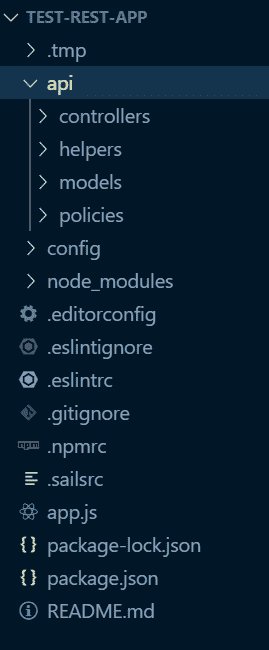 TEST-REST-APP
.tmp
api
controllers
helpers
models
policies
config
node_modules
.editorconfig
.eslintignore
.eslintrc
.gitignore
.npmrc
.sailsrc
app.js
package-lock.json
package.json
README.md